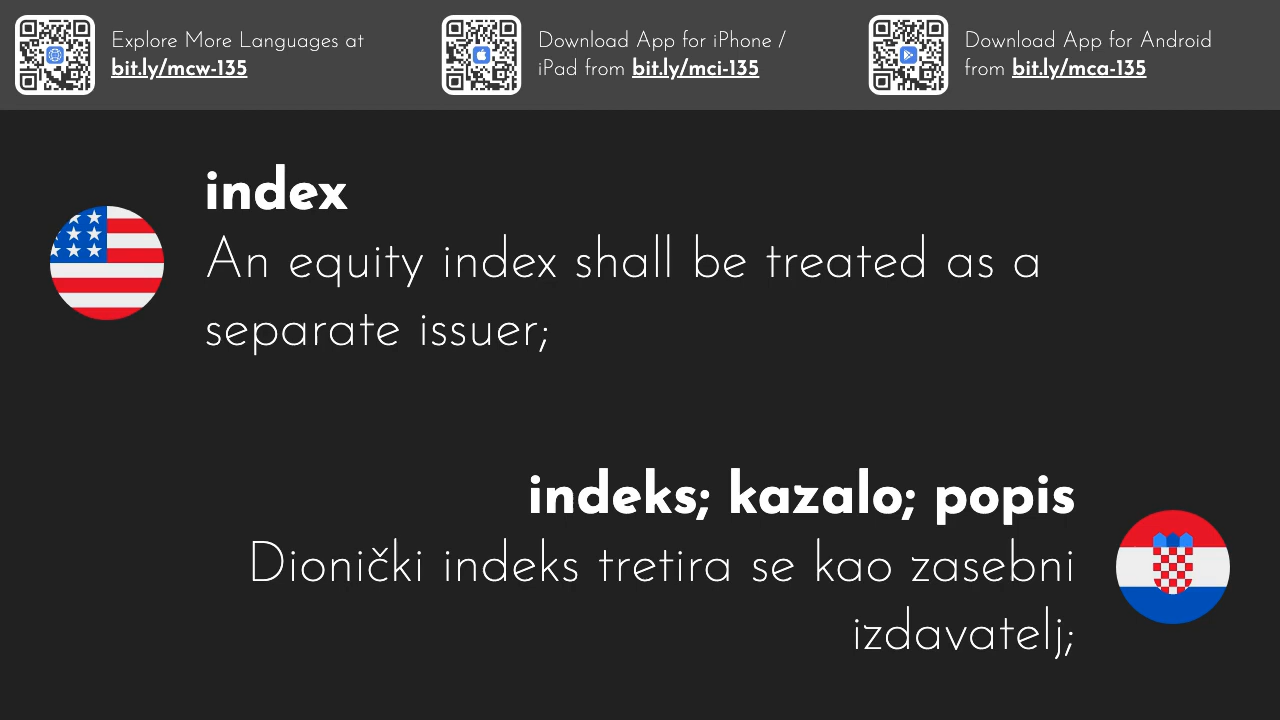 Explore More Languages at
bit.ly/mcw-135
Download App for iPhone /
iPad from bit.ly/mci-135
Download App for Android
from bit.ly/mca-135
index
An equity index shall be treated as a
separate issuer;
indeks; kazalo; popis
Dionički indeks tretira se kao zasebni
izdavatelj;